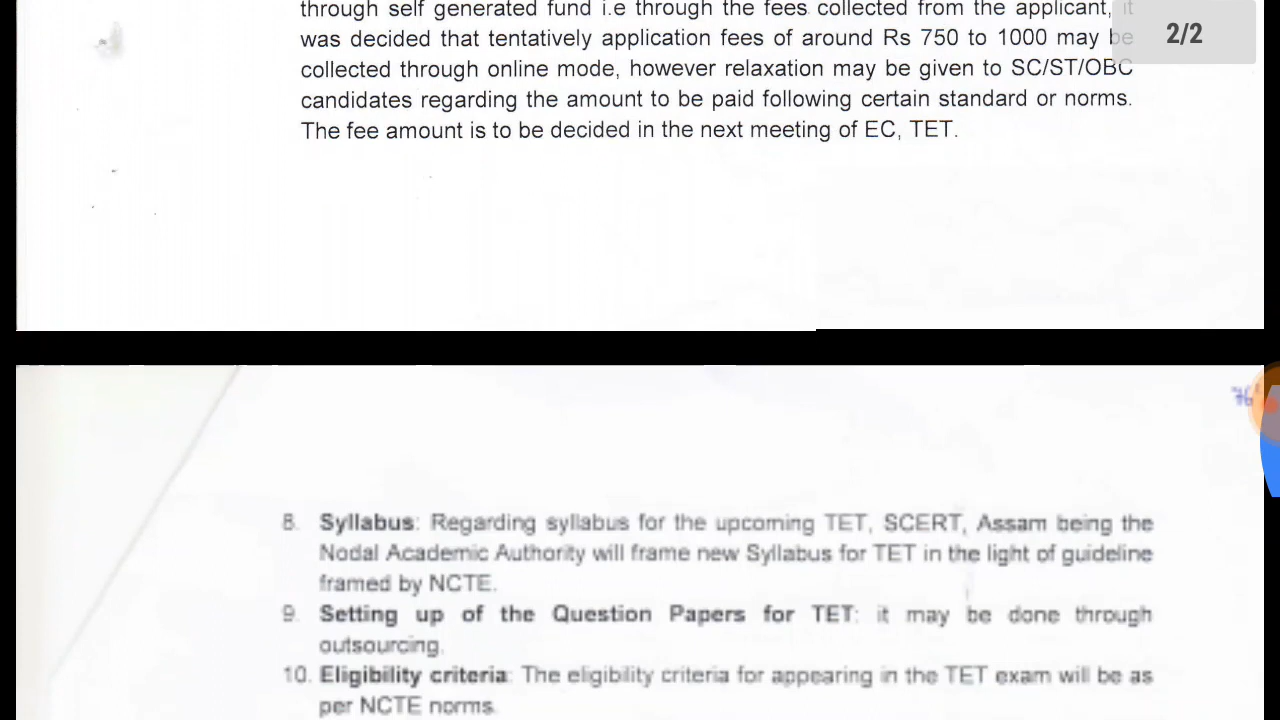 through self generated fund i.e through the fees collected from the applicant, it
was decided that tentatively application fees of around Rs 750 to 1000 may be
collected through online mode, however relaxation may be given to SC/ST/OBC
candidates regarding the amount to be paid following certain standard or norms.
The fee amount is to be decided in the next meeting of EC, TET.
2/2
76
8. Syllabus: Regarding syllabus for the upcoming TET, SCERT, Assam being the
Nodal Academic Authority will frame new Syllabus for TET in the light of guideline
framed by NCTE.
9. Setting up of the Question Papers for TET: it may be done through
outsourcing.
10. Eligibility criteria: The eligibility criteria for appearing in the TET exam will be as
per NCTE norms.